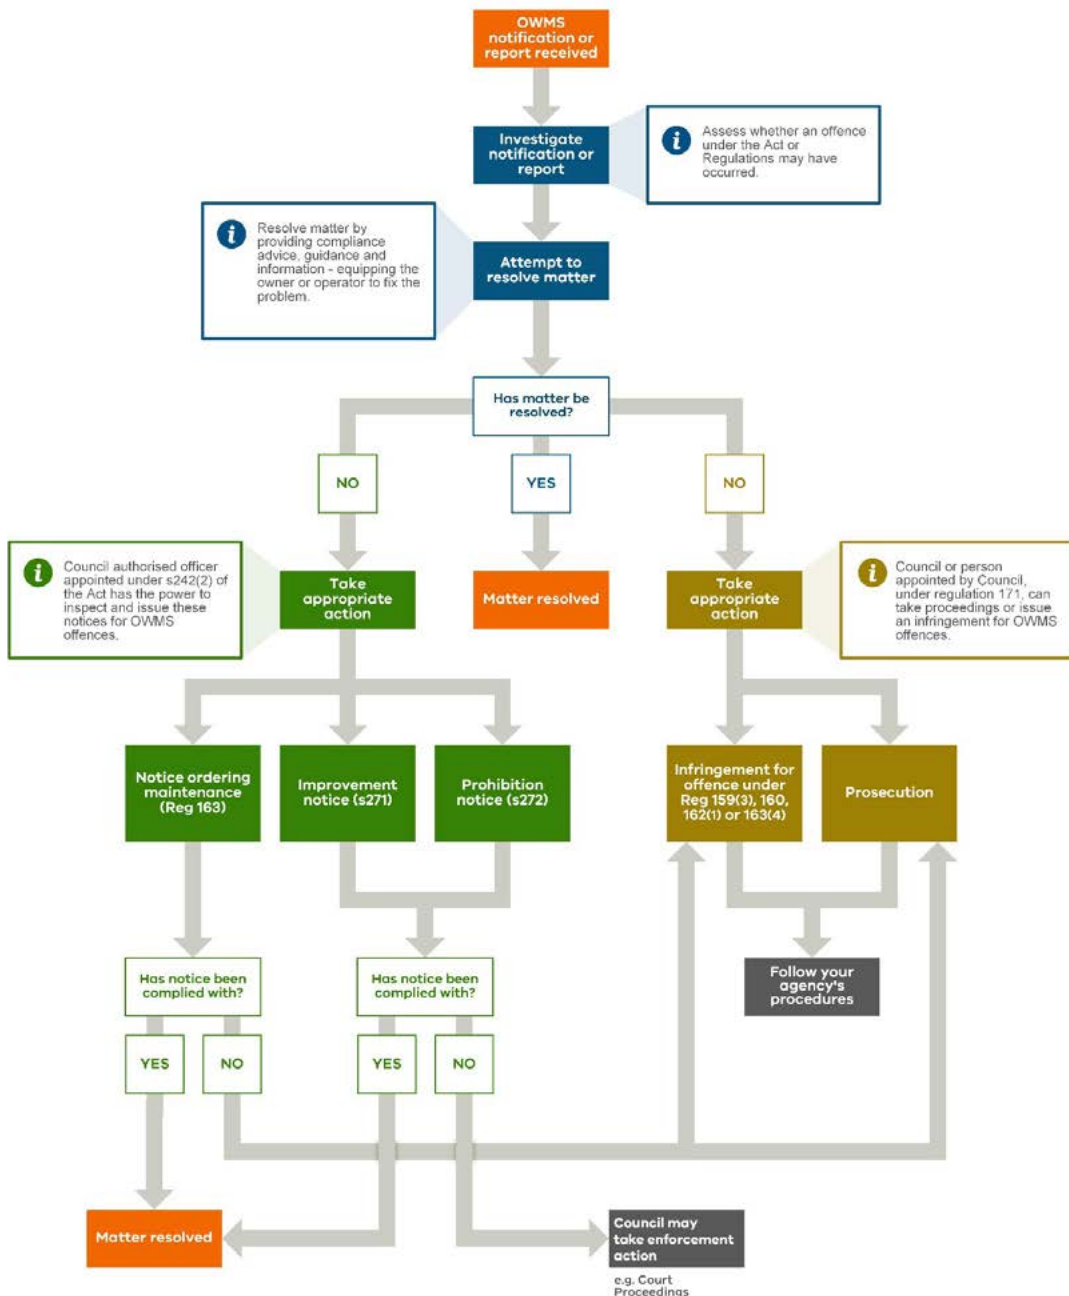 OWMS
notification or
report received
Investigate
notification or
report
Assess whether an offence
under the Act or
Regulations may have
occurred.
Resolve matter by
providing compliance
advice, guidance and
information - equipping the
owner or operator to fix the
problem.
Attempt to
resolve matter
Has matter be
resolved?
NO
YES
NO
Council authorised officer
appointed under s242(2) of
the Act has the power to
inspect and issue these
notices for OWMS
offences.
Take
appropriate
action
Matter resolved
Take
appropriate
action
Council or person
appointed by Council,
under regulation 171, can
take proceedings or issue
an infringement for OWMS
offences.
Notice ordering
maintenance
(Reg 163)
Improvement
notice (s271)
Prohibition
notice (s272)
Infringement for
offence under
Reg 159(3), 160,
162(1) or 163(4)
Prosecution
Has notice been
complied with?
Has notice been
complied with?
Follow your
agency's
procedures
YES
NO
YES
NO
Matter resolved
Council may
take enforcement
action
e.g. Court
Proceedings